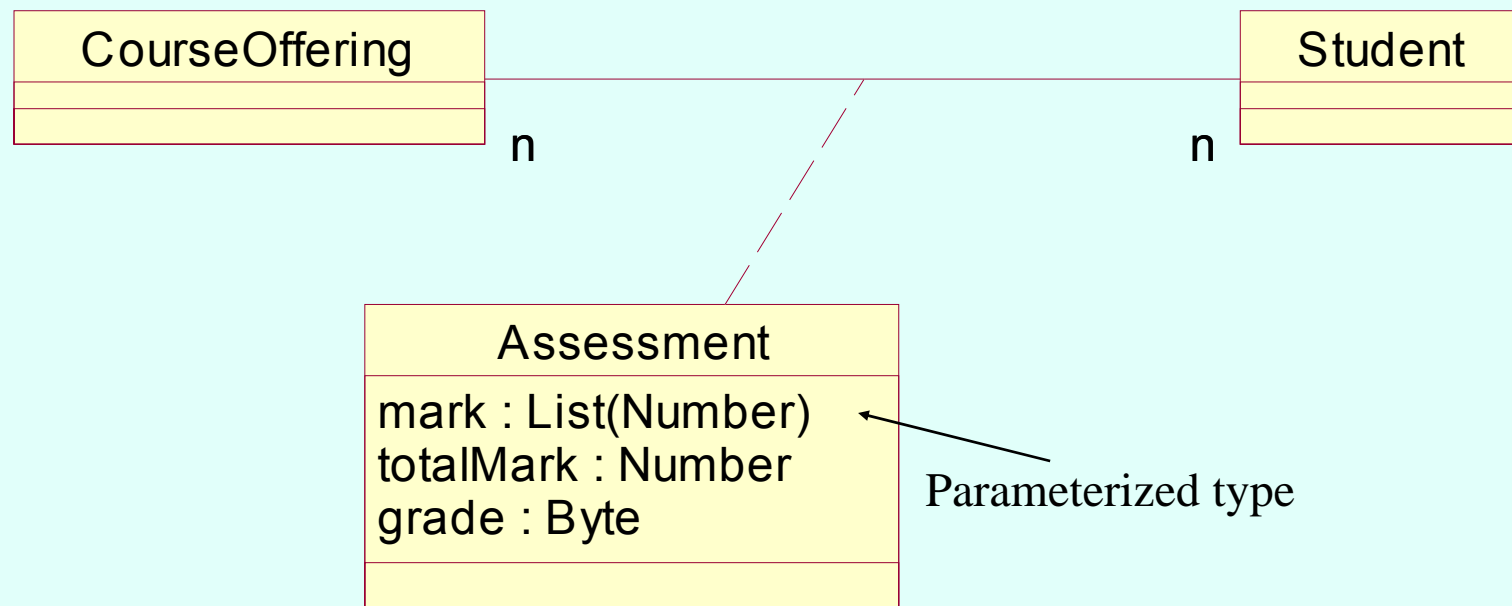 CourseOffering
Student
n
n
Assessment
mark : List(Number)
totalMark : Number
grade : Byte
Parameterized type